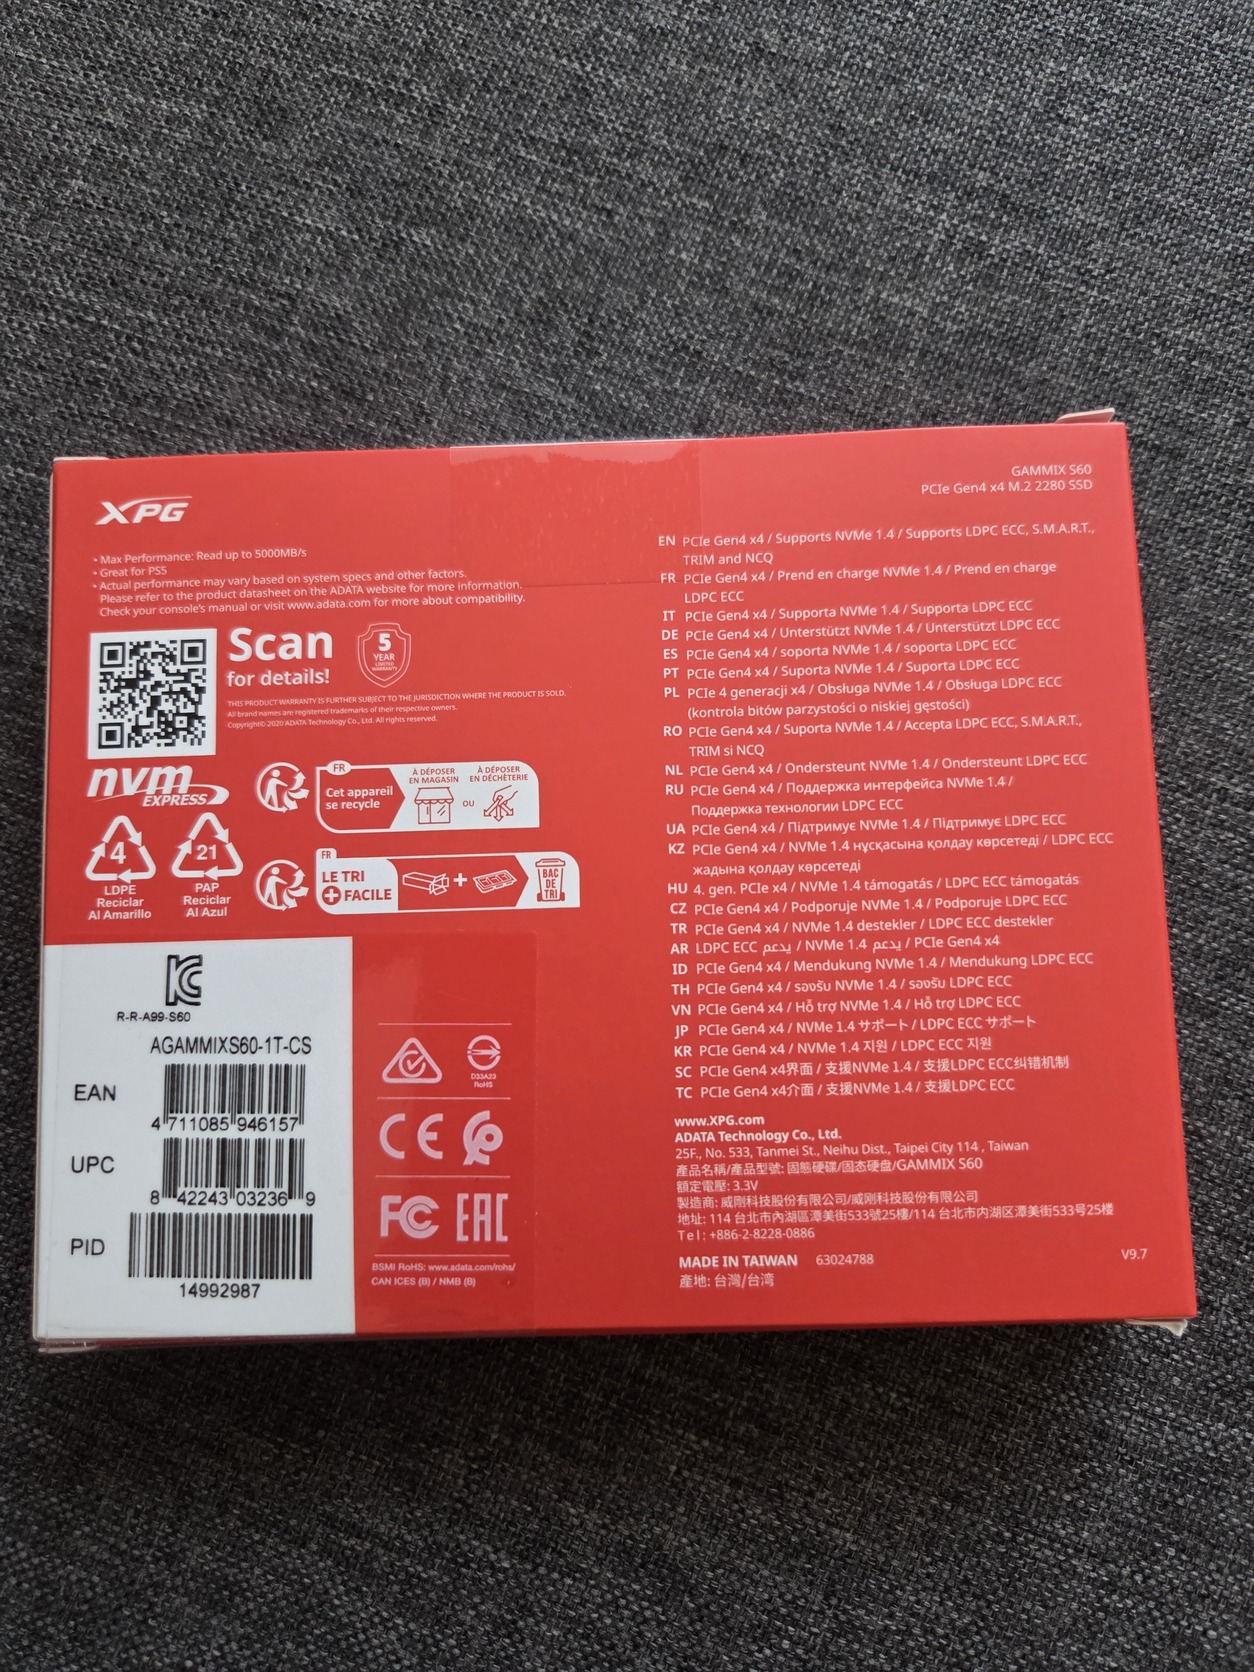 XPG
GAMMIX S60
PCIe Gen4 x4 M.2 2280 SSD
• Max Performance: Read up to 5000MB/s
• Great for PS5
• Actual performance may vary based on system specs and other factors.
Please refer to the product datasheet on the ADATA website for more information.
Check your console's manual or visit www.adata.com for more about compatibility.
Scan
for details!
5
YEAR
LIMITED
WARRANTY
THIS PRODUCT WARRANTY IS FURTHER SUBJECT TO THE JURISDICTION WHERE THE PRODUCT IS SOLD.
All brand names are registered trademarks of their respective owners.
Copyright© 2020 ADATA Technology Co., Ltd. All rights reserved.
nvm
EXPRESS
FR
Cet appareil
se recycle
À DÉPOSER
EN MAGASIN
OU
À DÉPOSER
EN DÉCHÈTERIE
4
LDPE
Reciclar
Al Amarillo
21
PAP
Reciclar
Al Azul
FR
LE TRI
+ FACILE
+
BAC
DE
TRI
R-R-A99-S60
AGAMMIXS60-1T-CS
EAN
4 711085 946157
UPC
8 42243 03236 9
PID
14992987
D33A23
RoHS
CE
FC
EAC
BSMI RoHS: www.adata.com/rohs/
CAN ICES (B) / NMB (B)
EN PCIe Gen4 x4 / Supports NVMe 1.4 / Supports LDPC ECC, S.M.A.R.T.,
TRIM and NCQ
FR PCIe Gen4 x4 / Prend en charge NVMe 1.4 / Prend en charge
LDPC ECC
IT PCIe Gen4 x4 / Supporta NVMe 1.4 / Supporta LDPC ECC
DE PCIe Gen4 x4 / Unterstützt NVMe 1.4 / Unterstützt LDPC ECC
ES PCIe Gen4 x4 / soporta NVMe 1.4 / soporta LDPC ECC
PT PCIe Gen4 x4 / Suporta NVMe 1.4 / Suporta LDPC ECC
PL PCIe 4 generacji x4 / Obsługa NVMe 1.4 / Obsługa LDPC ECC
(kontrola bitów parzystości o niskiej gęstości)
RO PCIe Gen4 x4 / Suporta NVMe 1.4 / Accepta LDPC ECC, S.M.A.R.T.,
TRIM si NCQ
NL PCIe Gen4 x4 / Ondersteunt NVMe 1.4 / Ondersteunt LDPC ECC
RU PCIe Gen4 x4 / Поддержка интерфейса NVMe 1.4 /
Поддержка технологии LDPC ECC
UA PCIe Gen4 x4 / Підтримує NVMe 1.4 / Підтримує LDPC ECC
KZ PCIe Gen4 x4 / NVMe 1.4 нұсқасына қолдау көрсетеді / LDPC ECC
жадына қолдау көрсетеді
HU 4. gen. PCIe x4 / NVMe 1.4 támogatás / LDPC ECC támogatás
CZ PCIe Gen4 x4 / Podporuje NVMe 1.4 / Podporuje LDPC ECC
TR PCIe Gen4 x4 / NVMe 1.4 destekler / LDPC ECC destekler
AR LDPC ECC يدعم / NVMe 1.4 يدعم / PCIe Gen4 x4
ID PCIe Gen4 x4 / Mendukung NVMe 1.4 / Mendukung LDPC ECC
TH PCIe Gen4 x4 / รองรับ NVMe 1.4 / รองรับ LDPC ECC
VN PCIe Gen4 x4 / Hỗ trợ NVMe 1.4 / Hỗ trợ LDPC ECC
JP PCIe Gen4 x4 / NVMe 1.4 サポート / LDPC ECC サポート
KR PCIe Gen4 x4 / NVMe 1.4 지원 / LDPC ECC 지원
SC PCIe Gen4 x4界面 / 支援NVMe 1.4 / 支援LDPC ECC纠错机制
TC PCIe Gen4 x4介面 / 支援NVMe 1.4 / 支援LDPC ECC
www.XPG.com
ADATA Technology Co., Ltd.
25F., No. 533, Tanmei St., Neihu Dist., Taipei City 114 , Taiwan
產品名稱/產品型號: 固態硬碟/固态硬盘/GAMMIX S60
額定電壓: 3.3V
製造商: 威剛科技股份有限公司/威刚科技股份有限公司
地址: 114 台北市內湖區潭美街533號25樓/114 台北市内湖区潭美街533号25楼
Tel: +886-2-8228-0886
MADE IN TAIWAN 63024788
產地: 台灣/台湾
V9.7